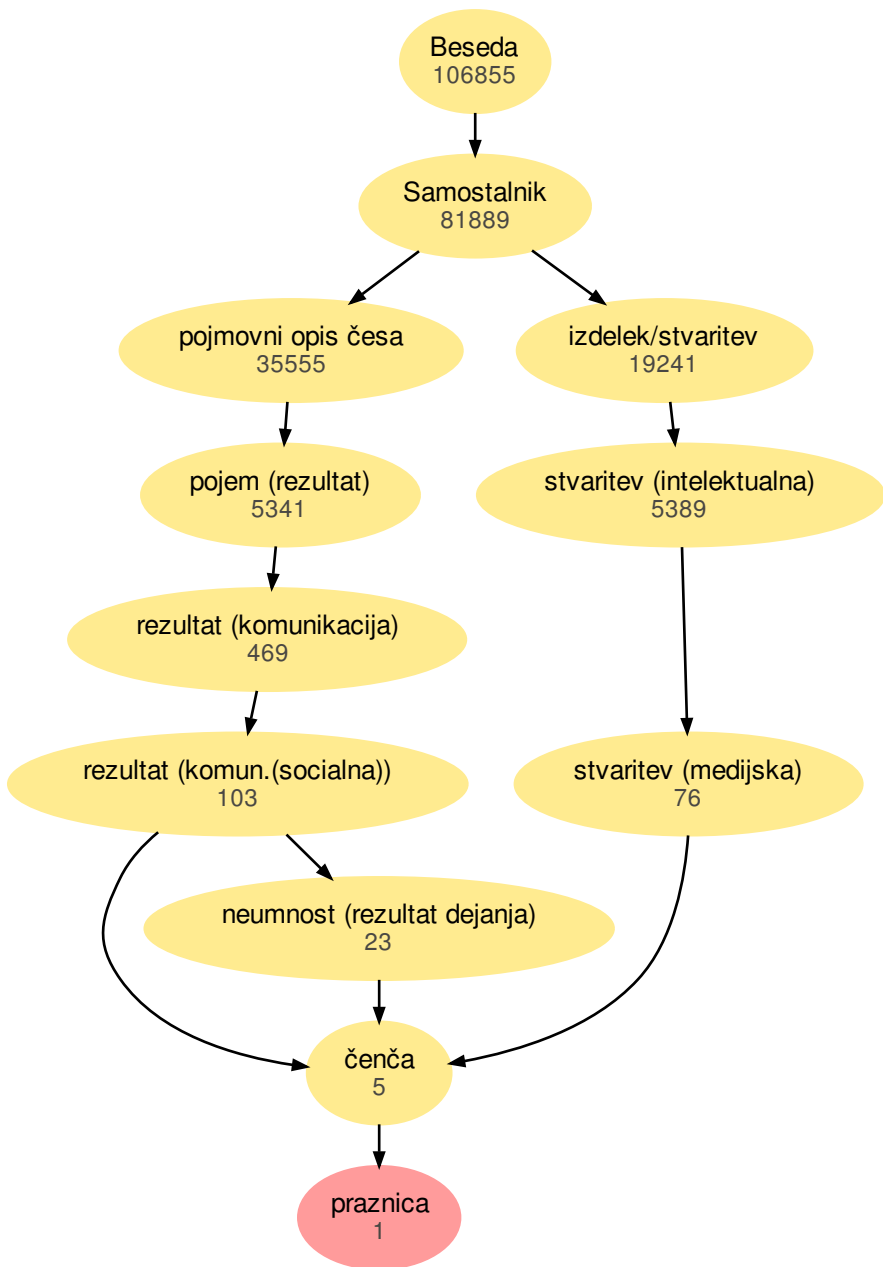 Beseda
106855
Samostalnik
81889
pojmovni opis česa
35555
izdelek/stvaritev
19241
pojem (rezultat)
5341
stvaritev (intelektualna)
5389
rezultat (komunikacija)
469
rezultat (komun.(socialna))
103
stvaritev (medijska)
76
neumnost (rezultat dejanja)
23
čenča
5
praznica
1